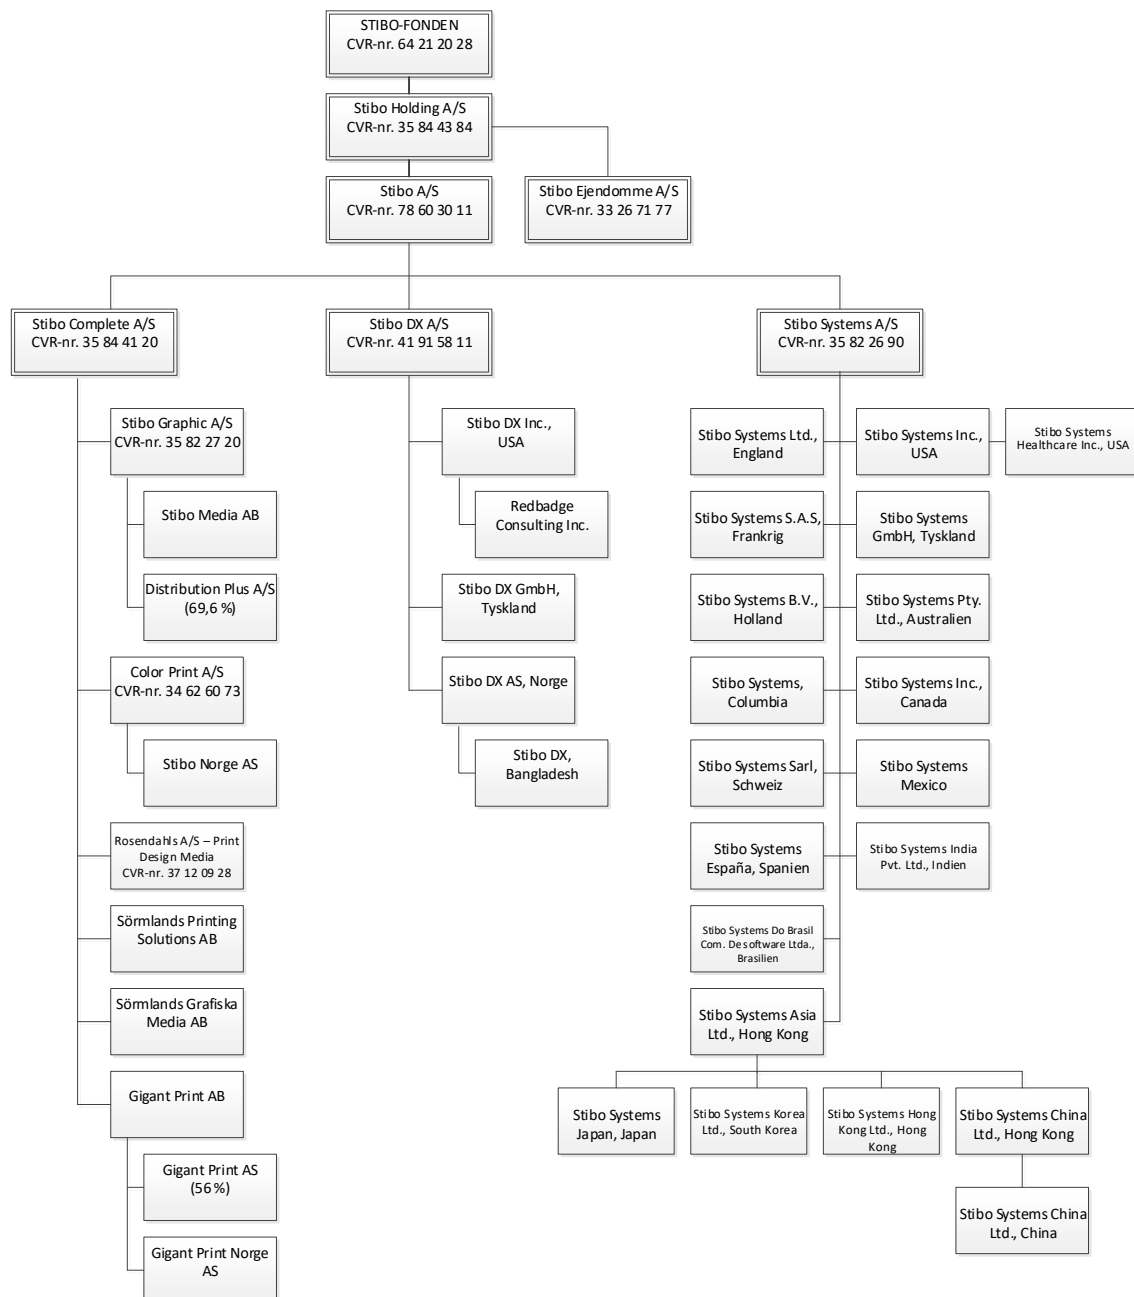 STIBO-FONDEN
CVR-nr. 64 21 20 28
Stibo Holding A/S
CVR-nr. 35 84 43 84
Stibo A/S
CVR-nr. 78 60 30 11
Stibo Ejendomme A/S
CVR-nr. 33 26 71 77
Stibo Complete A/S
CVR-nr. 35 84 41 20
Stibo DX A/S
CVR-nr. 41 91 58 11
Stibo Systems A/S
CVR-nr. 35 82 26 90
Stibo Graphic A/S
CVR-nr. 35 82 27 20
Stibo Media AB
Distribution Plus A/S
(69,6 %)
Color Print A/S
CVR-nr. 34 62 60 73
Stibo Norge AS
Rosendahls A/S – Print
Design Media
CVR-nr. 37 12 09 28
Sörmlands Printing
Solutions AB
Sörmlands Grafiska
Media AB
Gigant Print AB
Gigant Print AS
(56 %)
Gigant Print Norge
AS
Stibo DX Inc.,
USA
Redbadge
Consulting Inc.
Stibo DX GmbH,
Tyskland
Stibo DX AS, Norge
Stibo DX,
Bangladesh
Stibo Systems Ltd.,
England
Stibo Systems Inc.,
USA
Stibo Systems
Healthcare Inc., USA
Stibo Systems S.A.S,
Frankrig
Stibo Systems
GmbH, Tyskland
Stibo Systems B.V.,
Holland
Stibo Systems Pty.
Ltd., Australien
Stibo Systems,
Columbia
Stibo Systems Inc.,
Canada
Stibo Systems Sarl,
Schweiz
Stibo Systems
Mexico
Stibo Systems
España, Spanien
Stibo Systems India
Pvt. Ltd., Indien
Stibo Systems Do Brasil
Com. De software Ltda.,
Brasilien
Stibo Systems Asia
Ltd., Hong Kong
Stibo Systems
Japan, Japan
Stibo Systems Korea
Ltd., South Korea
Stibo Systems Hong
Kong Ltd., Hong
Kong
Stibo Systems China
Ltd., Hong Kong
Stibo Systems China
Ltd., China